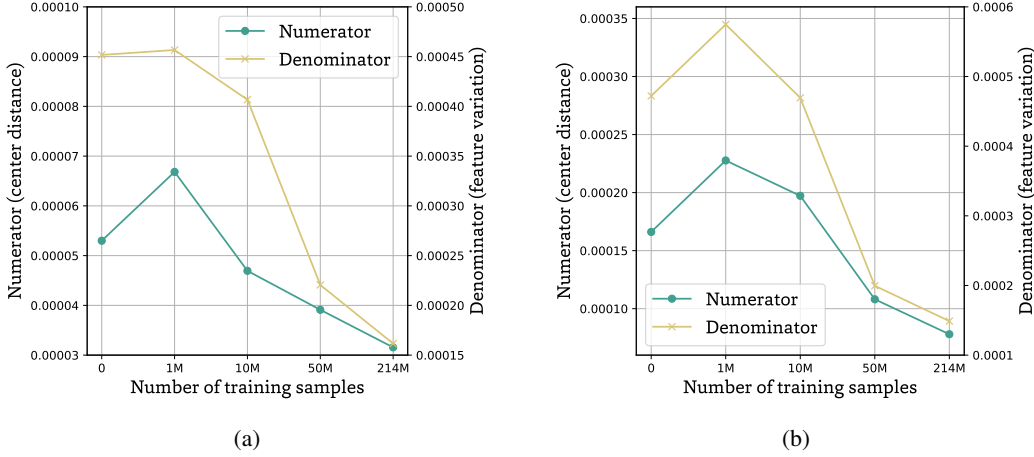 0.00010
0.00009
0.00008
0.00007
0.00006
0.00005
0.00004
0.00003
Numerator (center distance)
0.00050
0.00045
0.00040
0.00035
0.00030
0.00025
0.00020
0.00015
Denominator (feature variation)
Numerator
Denominator
0 1M 10M 50M 214M
Number of training samples
(a)
0.00035
0.00030
0.00025
0.00020
0.00015
0.00010
Numerator (center distance)
0.0006
0.0005
0.0004
0.0003
0.0002
0.0001
Denominator (feature variation)
Numerator
Denominator
0 1M 10M 50M 214M
Number of training samples
(b)